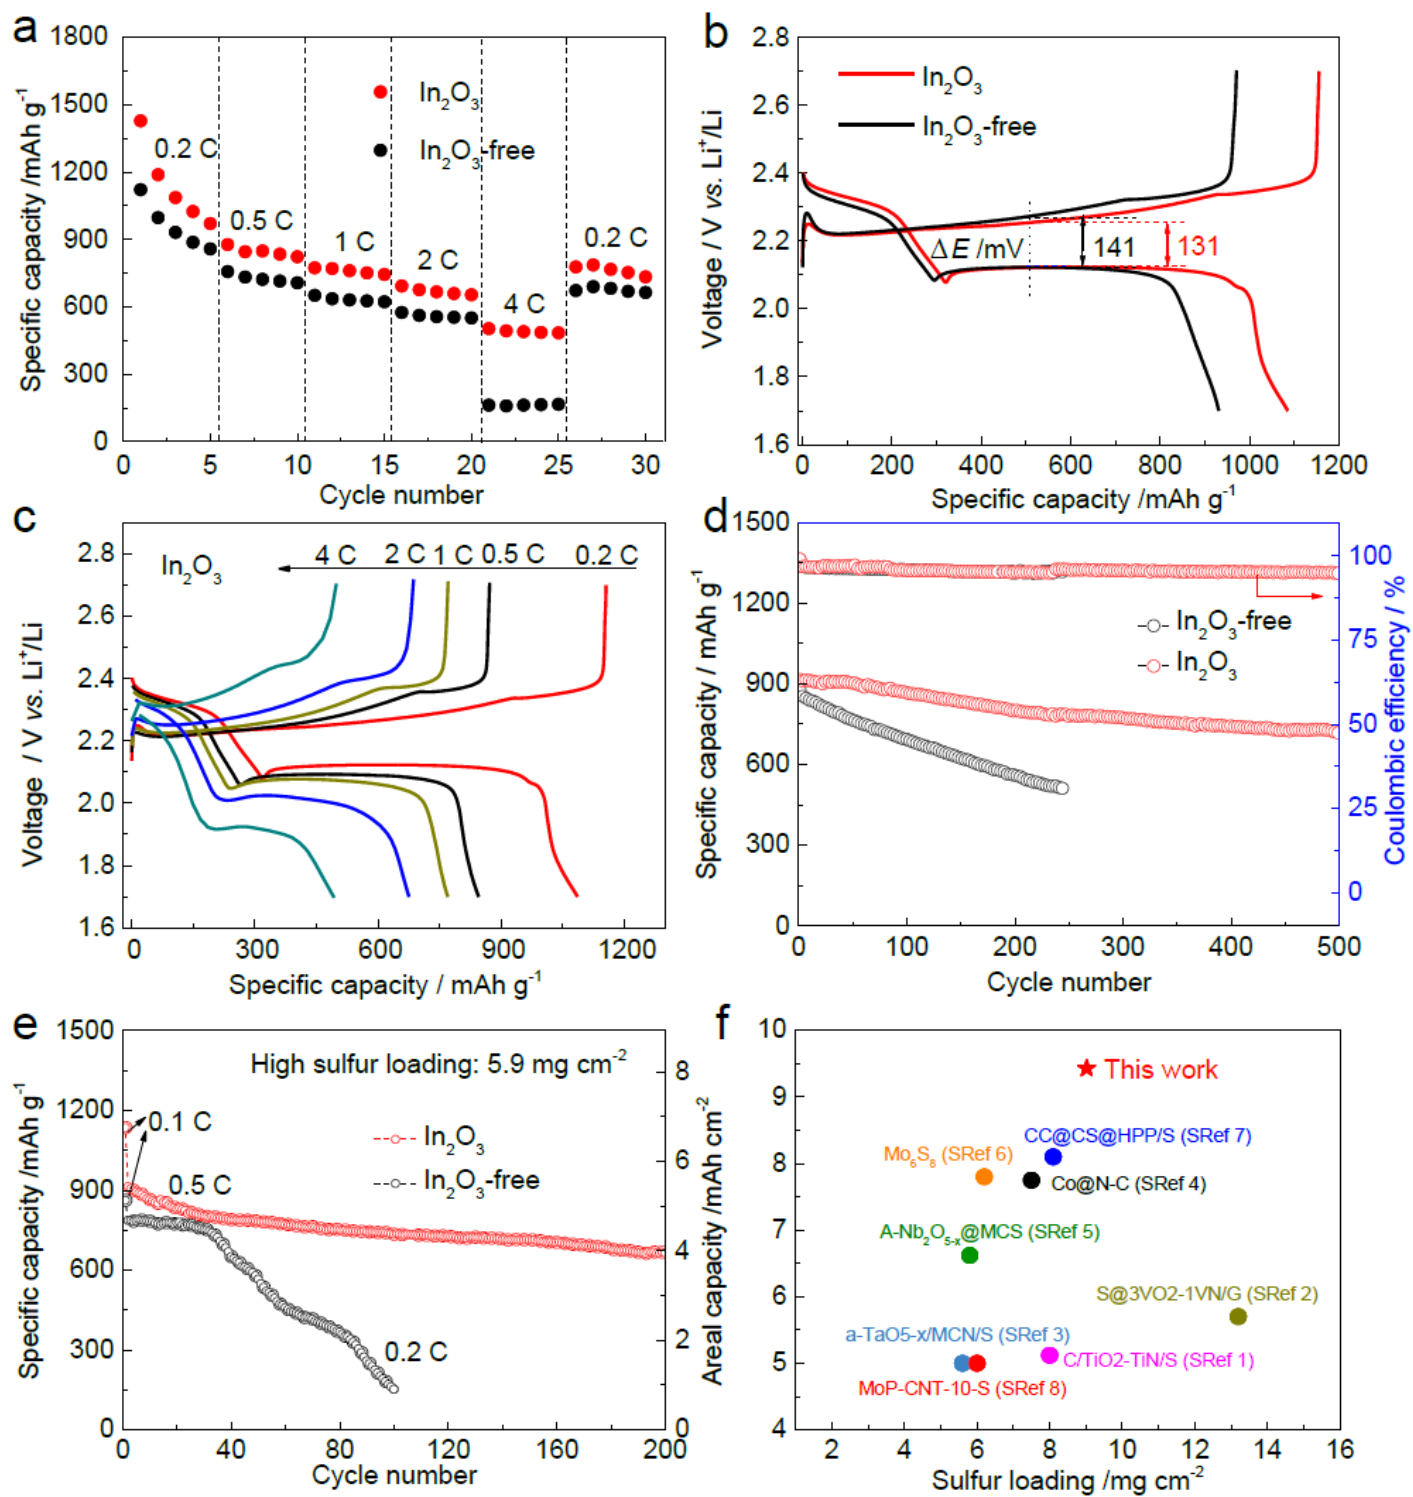 a
1800
1500
1200
900
600
300
0
Specific capacity /mAh g⁻¹
In₂O₃
In₂O₃-free
0.2 C
0.5 C
1 C
2 C
4 C
0.2 C
0 5 10 15 20 25 30
Cycle number
b
2.8
2.6
2.4
2.2
2.0
1.8
1.6
Voltage / V vs. Li⁺/Li
In₂O₃
In₂O₃-free
ΔE /mV 141 131
0 200 400 600 800 1000 1200
Specific capacity /mAh g⁻¹
c
2.8
2.6
2.4
2.2
2.0
1.8
1.6
Voltage / V vs. Li⁺/Li
In₂O₃
4 C 2 C 1 C 0.5 C 0.2 C
0 300 600 900 1200
Specific capacity / mAh g⁻¹
d
1500
1200
900
600
300
0
Specific capacity / mAh g⁻¹
In₂O₃-free
In₂O₃
100
75
50
25
0
Coulombic efficiency / %
0 100 200 300 400 500
Cycle number
e
1500
1200
900
600
300
0
Specific capacity /mAh g⁻¹
High sulfur loading: 5.9 mg cm⁻²
0.1 C
0.5 C
In₂O₃
In₂O₃-free
0.2 C
8
6
4
2
0
Areal capacity /mAh cm⁻²
0 40 80 120 160 200
Cycle number
f
10
9
8
7
6
5
4
This work
CC@CS@HPP/S (SRef 7)
Mo₆S₈ (SRef 6)
Co@N-C (SRef 4)
A-Nb₂O₅₋ₓ@MCS (SRef 5)
S@3VO2-1VN/G (SRef 2)
a-TaO5-x/MCN/S (SRef 3)
C/TiO2-TiN/S (SRef 1)
MoP-CNT-10-S (SRef 8)
2 4 6 8 10 12 14 16
Sulfur loading /mg cm⁻²